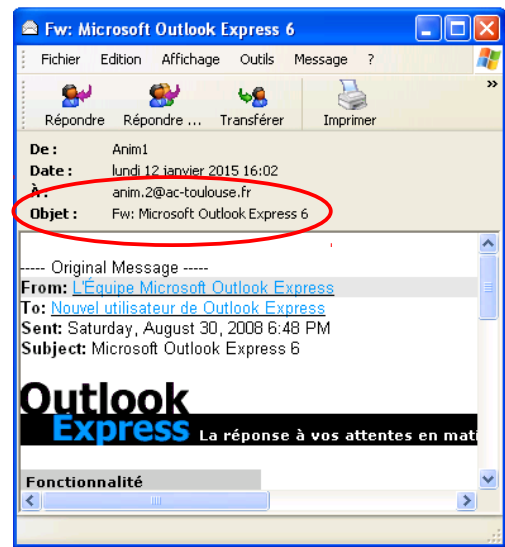 Fw: Microsoft Outlook Express 6
Fichier Edition Affichage Outils Message ?
»
Répondre Répondre ... Transférer Imprimer
De : Anim1
Date : lundi 12 janvier 2015 16:02
À : anim.2@ac-toulouse.fr
Objet : Fw: Microsoft Outlook Express 6
----- Original Message -----
From: L'Équipe Microsoft Outlook Express
To: Nouvel utilisateur de Outlook Express
Sent: Saturday, August 30, 2008 6:48 PM
Subject: Microsoft Outlook Express 6
Outlook
Express La réponse à vos attentes en mati
Fonctionnalité